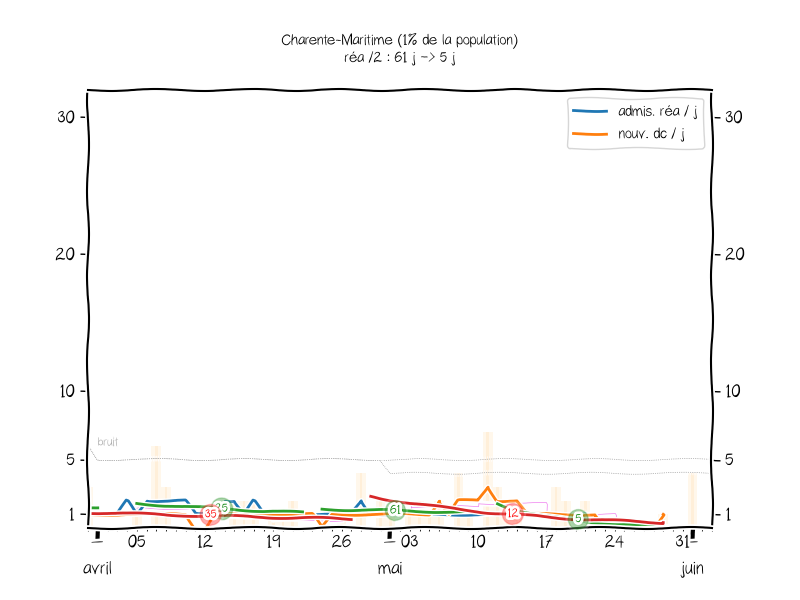 Charente-Maritime (1% de la population)
réa /2 : 61 j -> 5 j
admis. réa / j
nouv. dc / j
30
30
20
20
10
10
bruit
5
5
35
61
12
5
1
1
05
12
19
26
03
10
17
24
31
avril
mai
juin